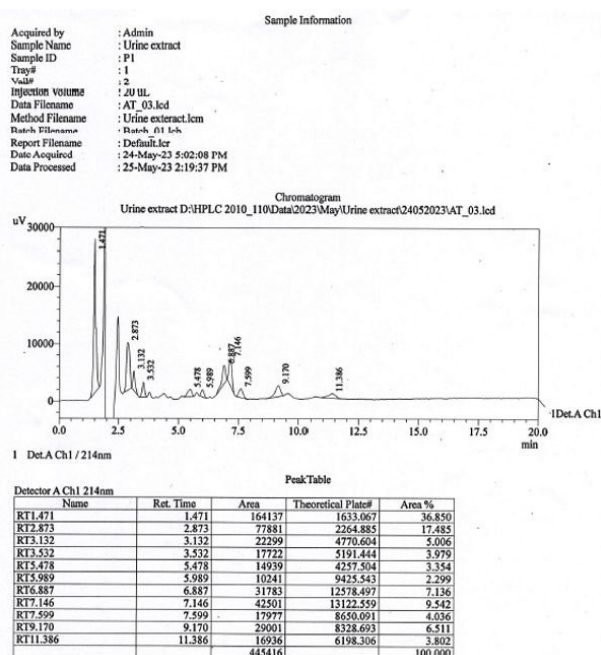 Sample Information
Acquired by : Admin
Sample Name : Urine extract
Sample ID : P1
Tray# : 1
Vail# : 2
Injection Volume : 20 uL
Data Filename : AT_03.lcd
Method Filename : Urine exteract.lcm
Batch Filename : Batch_01.lcb
Report Filename : Default.lcr
Date Acquired : 24-May-23 5:02:08 PM
Data Processed : 25-May-23 2:19:37 PM
Chromatogram
Urine extract D:\HPLC 2010_110\Data\2023\May\Urine extract\24052023\AT_03.lcd
uV
30000
20000
10000
0
1.471
2.873
3.132
3.532
5.478
5.989
6.887
7.146
7.599
9.170
11.386
0.0 2.5 5.0 7.5 10.0 12.5 15.0 17.5 20.0
min
1Det.A Ch1
1 Det.A Ch1 / 214nm
PeakTable
Detector A Ch1 214nm
Name Ret. Time Area Theoretical Plate# Area %
RT1.471 1.471 164137 1633.067 36.850
RT2.873 2.873 77881 2264.885 17.485
RT3.132 3.132 22299 4770.604 5.006
RT3.532 3.532 17722 5191.444 3.979
RT5.478 5.478 14939 4257.504 3.354
RT5.989 5.989 10241 9425.543 2.299
RT6.887 6.887 31783 12578.497 7.136
RT7.146 7.146 42501 13122.559 9.542
RT7.599 7.599 17977 8650.091 4.036
RT9.170 9.170 29001 8328.693 6.511
RT11.386 11.386 16936 6198.306 3.802
445416 100.000